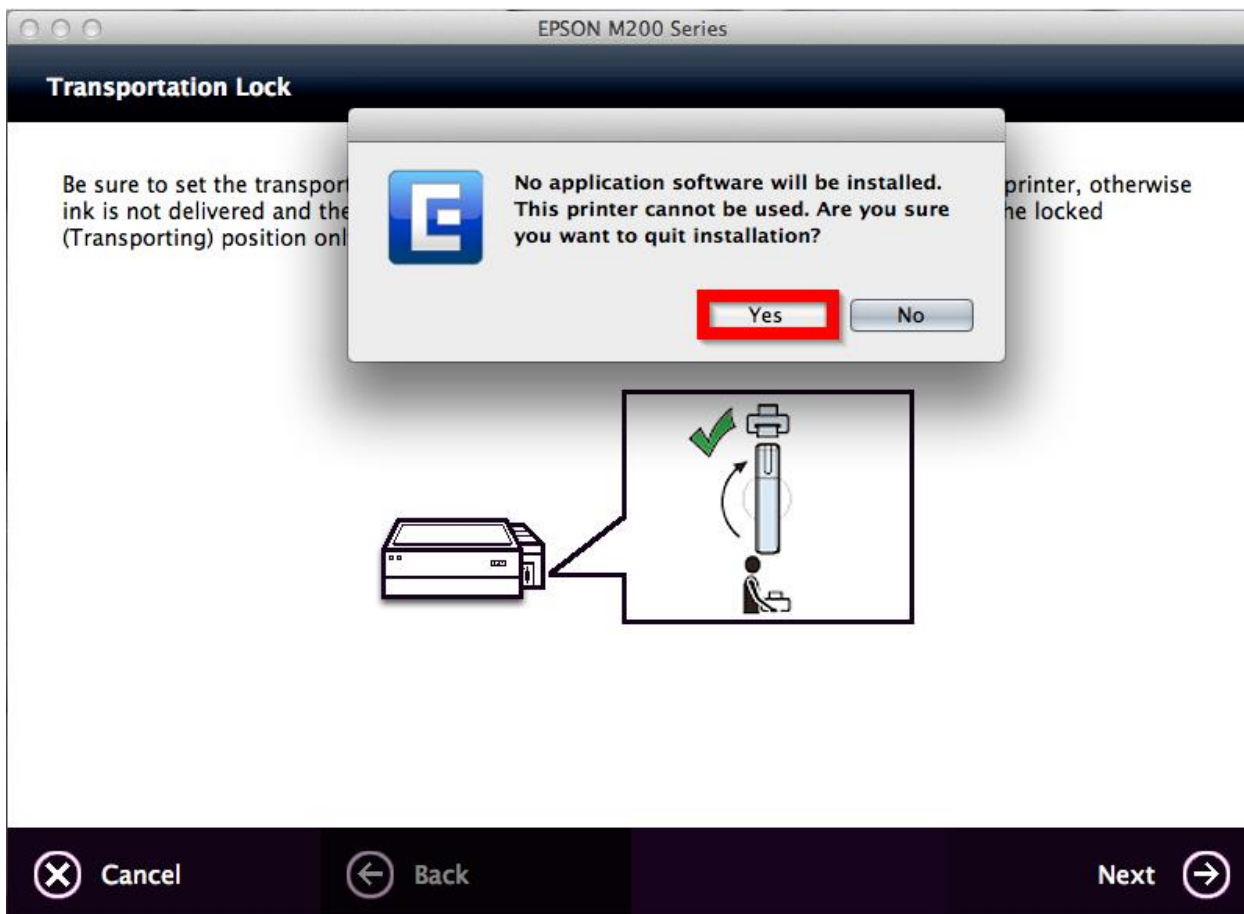 EPSON M200 Series
Transportation Lock
Be sure to set the transport
printer, otherwise
ink is not delivered and the
he locked
(Transporting) position onl
No application software will be installed.
This printer cannot be used. Are you sure
you want to quit installation?
Yes
No
Cancel
Back
Next